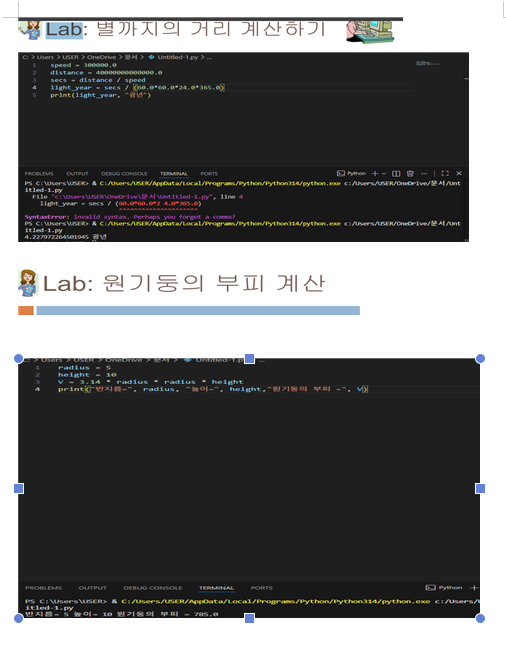 Lab: 별까지의 거리 계산하기
C: > Users > USER > OneDrive > 문서 > Untitled-1.py > ...
1 speed = 300000.0
2 distance = 40000000000000.0
3 secs = distance / speed
4 light_year = secs / (60.0*60.0*24.0*365.0)
5 print(light_year, "광년")
PROBLEMS OUTPUT DEBUG CONSOLE TERMINAL PORTS Python
PS C:\Users\USER> & C:/Users/USER/AppData/Local/Programs/Python/Python314/python.exe c:/Users/USER/OneDrive/문서/Unt
itled-1.py
File "c:\Users\USER\OneDrive\문서\Untitled-1.py", line 4
light_year = secs / (60.0*60.0*2 4.0*365.0)
^^^^^^^^^^^^^^^^^^^^^^
SyntaxError: invalid syntax. Perhaps you forgot a comma?
PS C:\Users\USER> & C:/Users/USER/AppData/Local/Programs/Python/Python314/python.exe c:/Users/USER/OneDrive/문서/Unt
itled-1.py
4.227972264501945 광년
Lab: 원기둥의 부피 계산
C: > Users > USER > OneDrive > 문서 > Untitled-1.py > ...
1 radius = 5
2 height = 10
3 V = 3.14 * radius * radius * height
4 print("반지름=", radius, "높이=", height,"원기둥의 부피 =", V)
PROBLEMS OUTPUT DEBUG CONSOLE TERMINAL PORTS Python
PS C:\Users\USER> & C:/Users/USER/AppData/Local/Programs/Python/Python314/python.exe c:/Users/U
itled-1.py
반지름= 5 높이= 10 원기둥의 부피 = 785.0